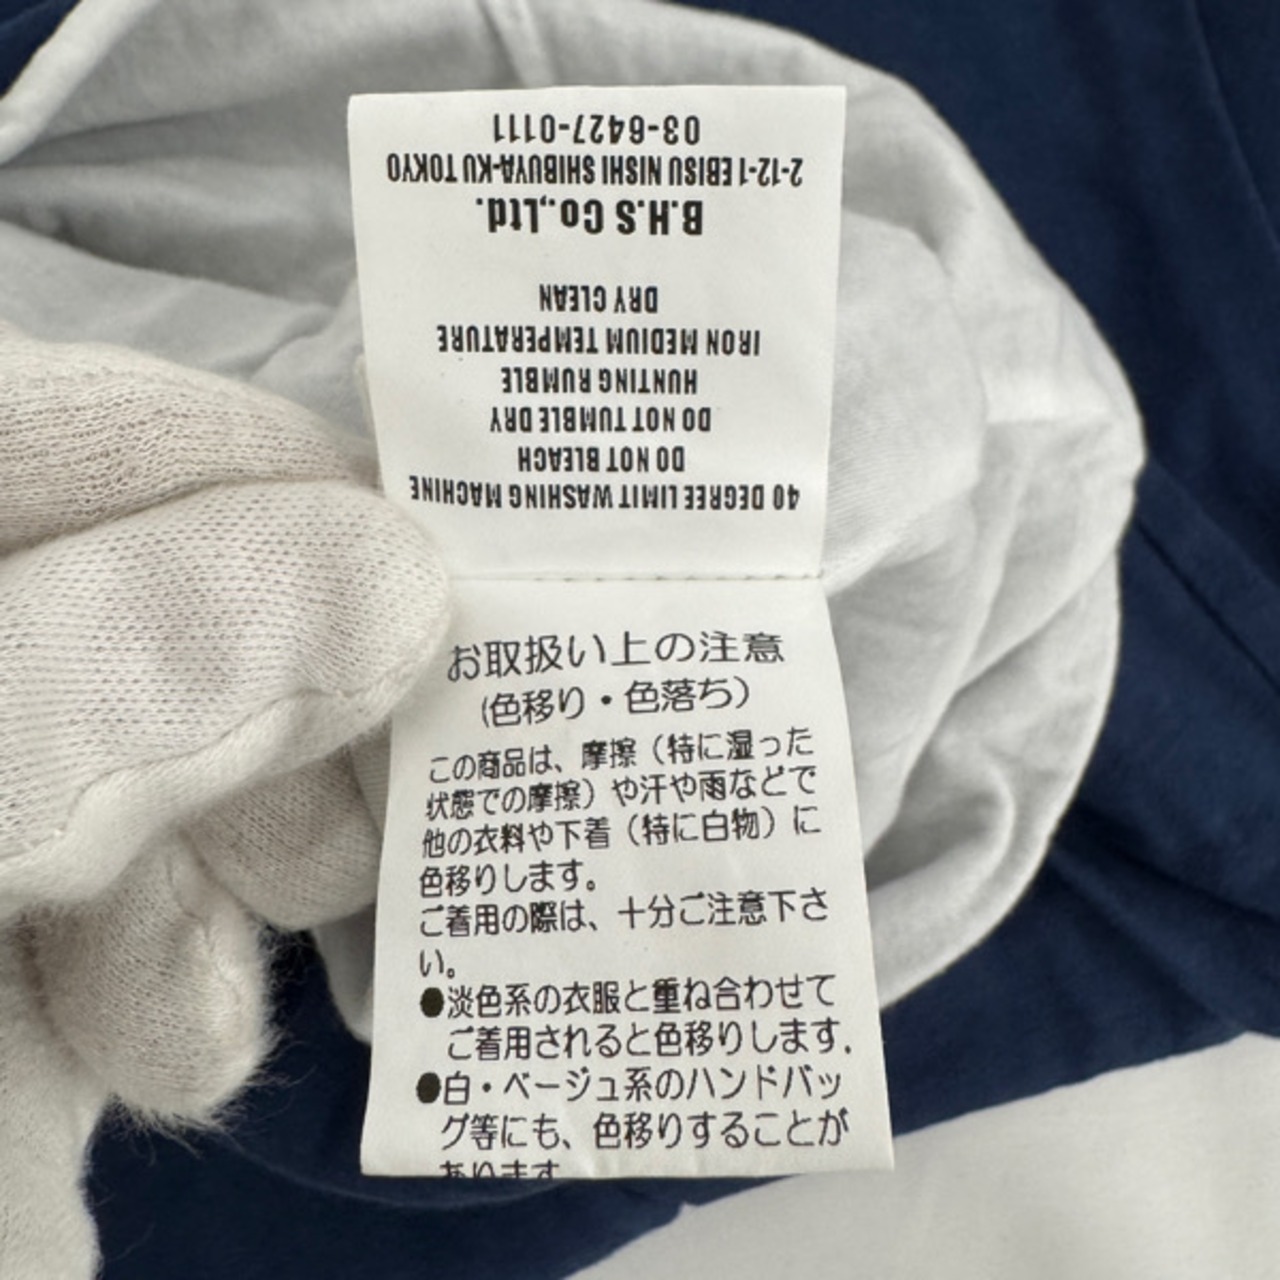 40 DEGREE LIMIT WASHING MACHINE
DO NOT BLEACH
DO NOT TUMBLE DRY
HUNTING RUMBLE
IRON MEDIUM TEMPERATURE
DRY CLEAN
B.H.S Co.,Ltd.
2-12-1 EBISU NISHI SHIBUYA-KU TOKYO
03-6427-0111
お取扱い上の注意
(色移り・色落ち)
この商品は、摩擦（特に湿った
状態での摩擦）や汗や雨などで
他の衣料や下着（特に白物）に
色移りします。
ご着用の際は、十分ご注意下さ
い。
●淡色系の衣服と重ね合わせて
ご着用されると色移りします.
●白・ベージュ系のハンドバッ
グ等にも、色移りすることが
あります